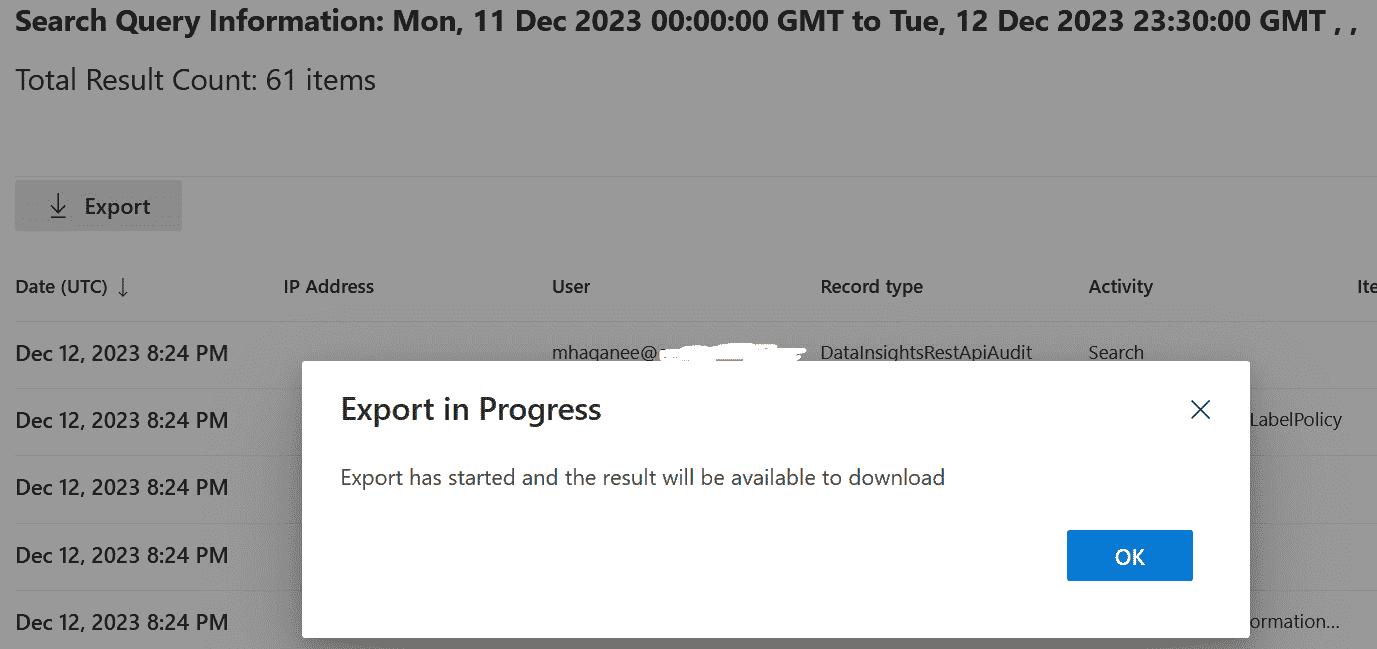 Search Query Information: Mon, 11 Dec 2023 00:00:00 GMT to Tue, 12 Dec 2023 23:30:00 GMT , ,
Total Result Count: 61 items
Export
Date (UTC) ↓ IP Address User Record type Activity Ite
Dec 12, 2023 8:24 PM mhaganee@ DataInsightsRestApiAudit Search
Export in Progress
Dec 12, 2023 8:24 PM LabelPolicy
Export has started and the result will be available to download
Dec 12, 2023 8:24 PM
Dec 12, 2023 8:24 PM
OK
Dec 12, 2023 8:24 PM ormation...